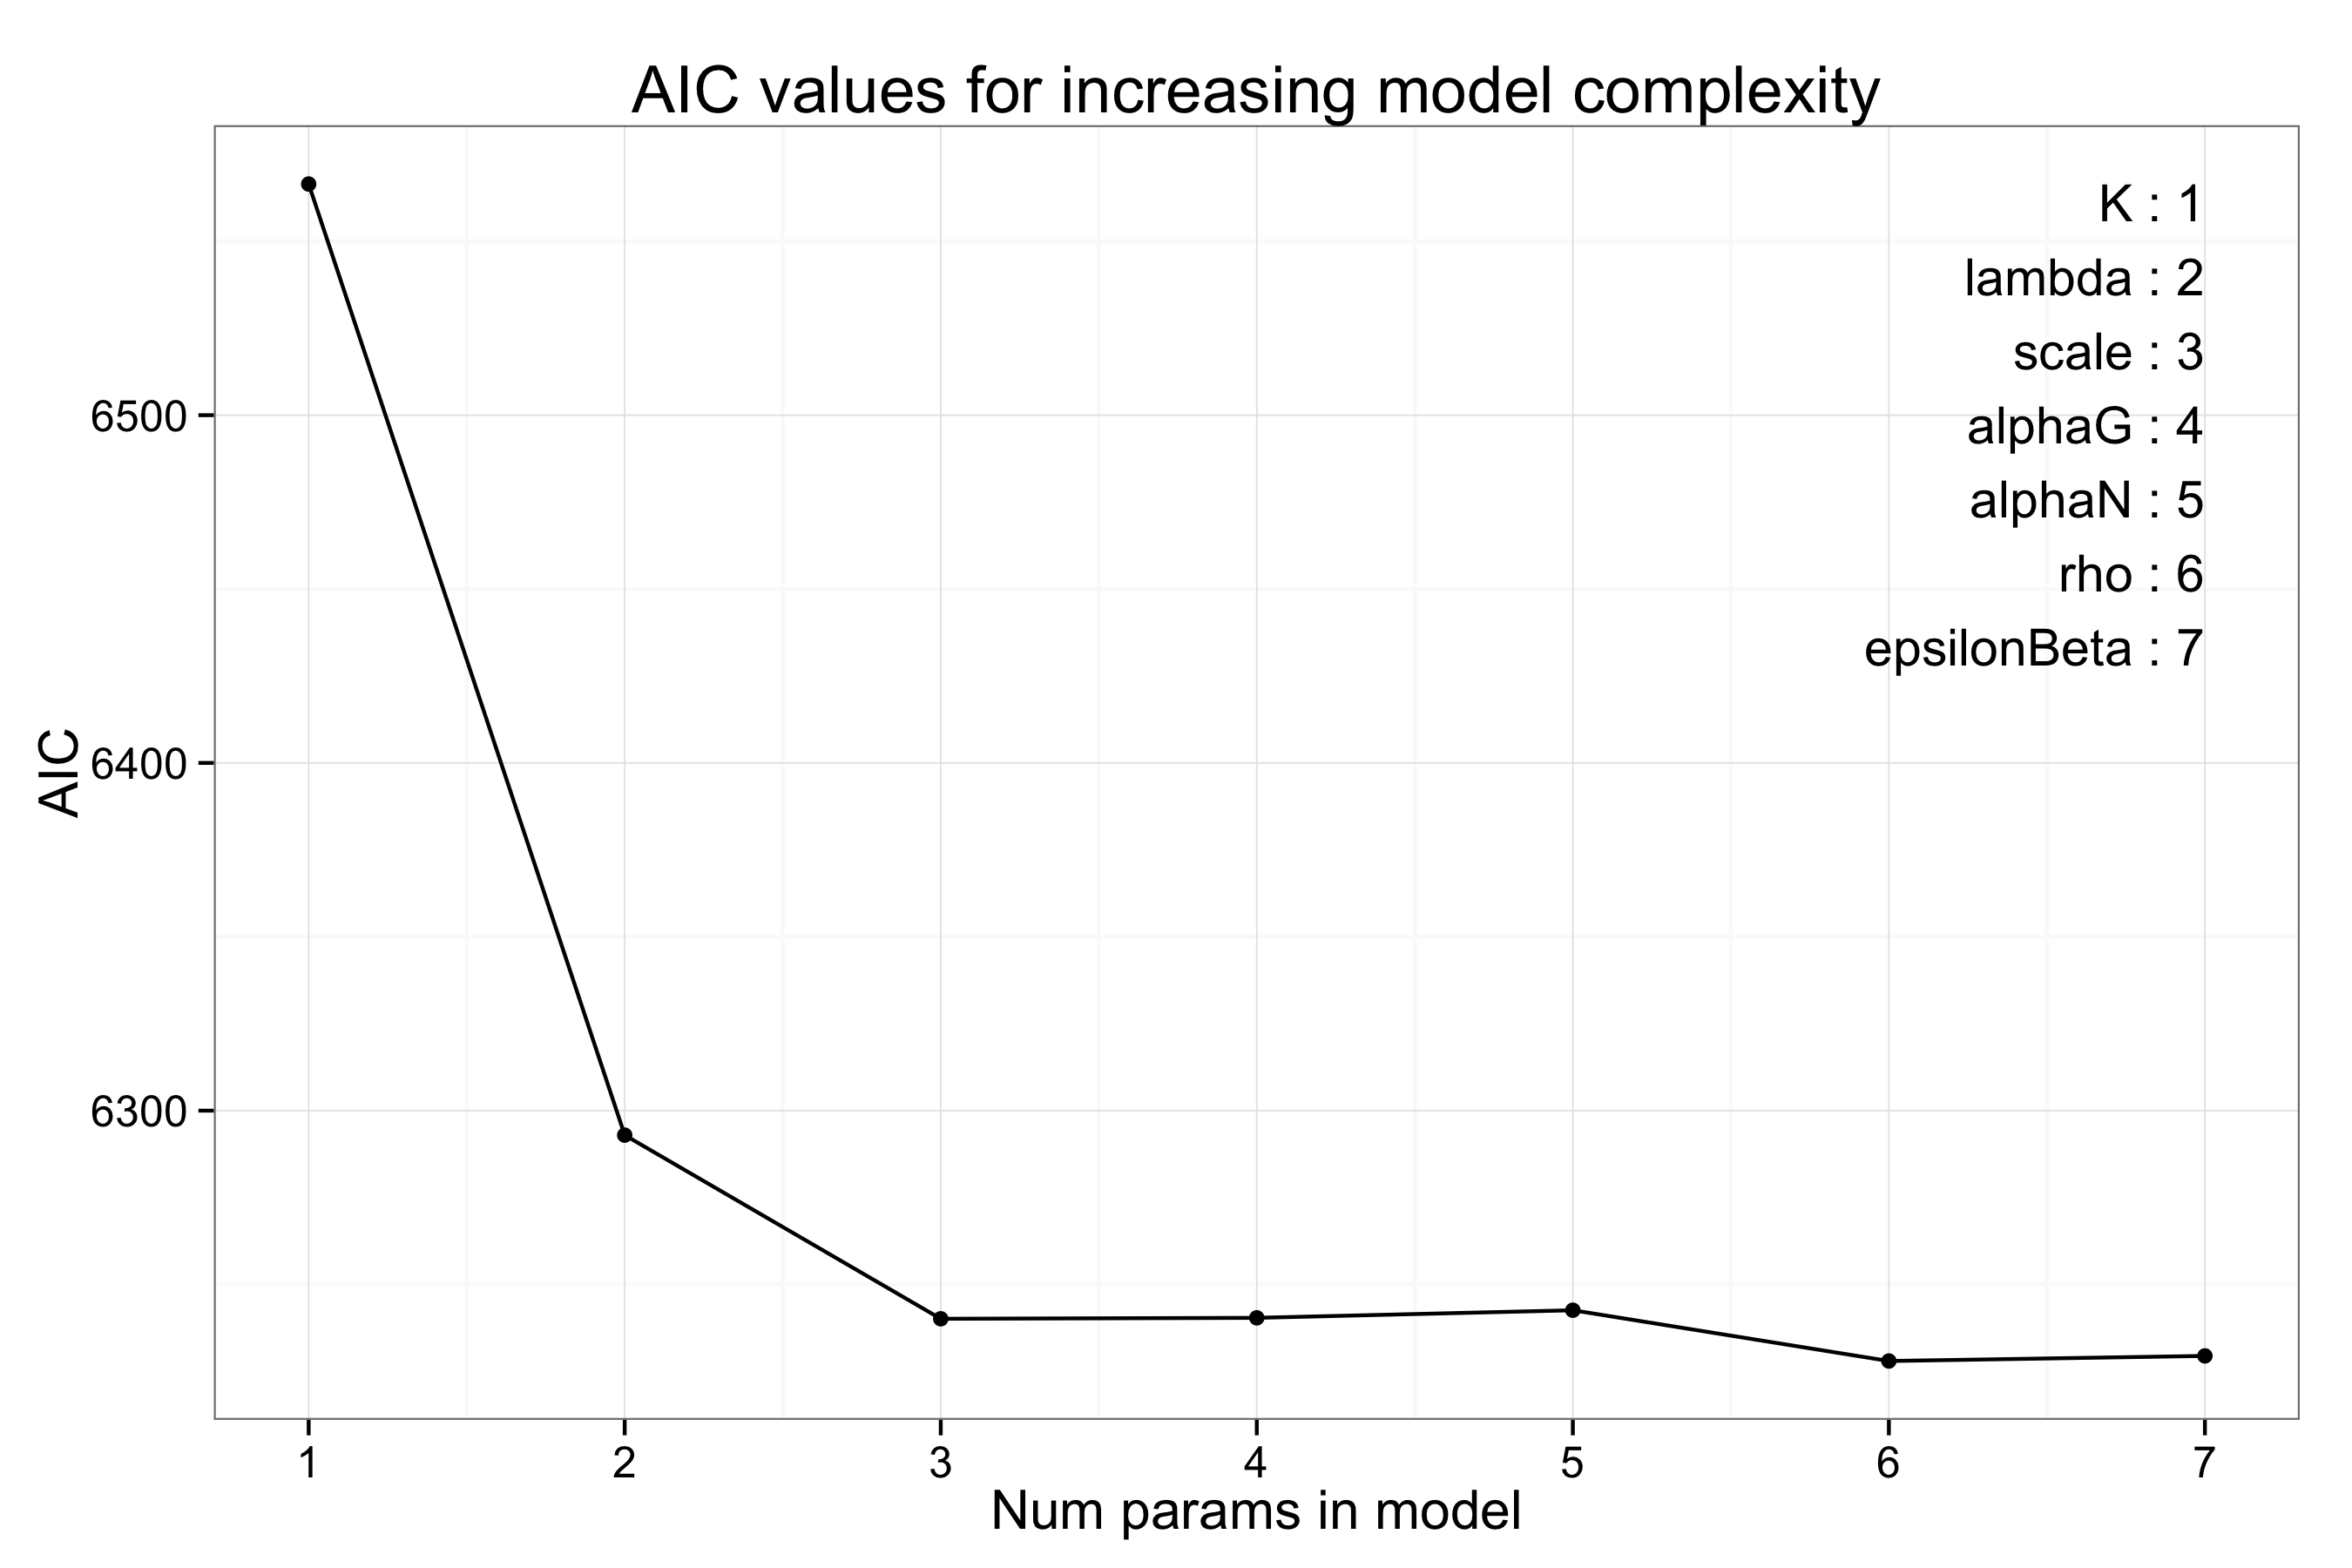 AIC values for increasing model complexity
K : 1
lambda : 2
scale : 3
alphaG : 4
alphaN : 5
rho : 6
epsilonBeta : 7
AIC
6500
6400
6300
1 2 3 4 5 6 7
Num params in model